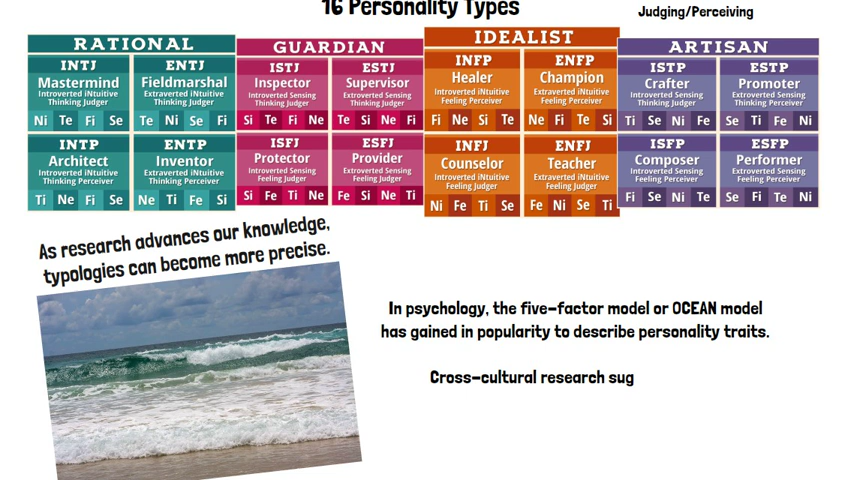 16 Personality Types
Judging/Perceiving
RATIONAL
INTJ
Mastermind
Introverted iNtuitive
Thinking Judger
Ni Te Fi Se
ENTJ
Fieldmarshal
Extraverted iNtuitive
Thinking Judger
Te Ni Se Fi
INTP
Architect
Introverted iNtuitive
Thinking Perceiver
Ti Ne Fi Se
ENTP
Inventor
Extraverted iNtuitive
Thinking Perceiver
Ne Ti Fe Si
GUARDIAN
ISTJ
Inspector
Introverted Sensing
Thinking Judger
Si Te Fi Ne
ESTJ
Supervisor
Extraverted Sensing
Thinking Judger
Te Si Ne Fi
ISFJ
Protector
Introverted Sensing
Feeling Judger
Si Fe Ti Ne
ESFJ
Provider
Extraverted Sensing
Feeling Judger
Fe Si Ne Ti
IDEALIST
INFP
Healer
Introverted iNtuitive
Feeling Perceiver
Fi Ne Si Te
ENFP
Champion
Extraverted iNtuitive
Feeling Perceiver
Ne Fi Te Si
INFJ
Counselor
Introverted iNtuitive
Feeling Judger
Ni Fe Ti Se
ENFJ
Teacher
Extraverted iNtuitive
Feeling Judger
Fe Ni Se Ti
ARTISAN
ISTP
Crafter
Introverted Sensing
Thinking Perceiver
Ti Se Ni Fe
ESTP
Promoter
Extraverted Sensing
Thinking Perceiver
Se Ti Fe Ni
ISFP
Composer
Introverted Sensing
Feeling Perceiver
Fi Se Ni Te
ESFP
Performer
Extraverted Sensing
Feeling Perceiver
Se Fi Te Ni
As research advances our knowledge,
typologies can become more precise.
In psychology, the five-factor model or OCEAN model
has gained in popularity to describe personality traits.
Cross-cultural research sug